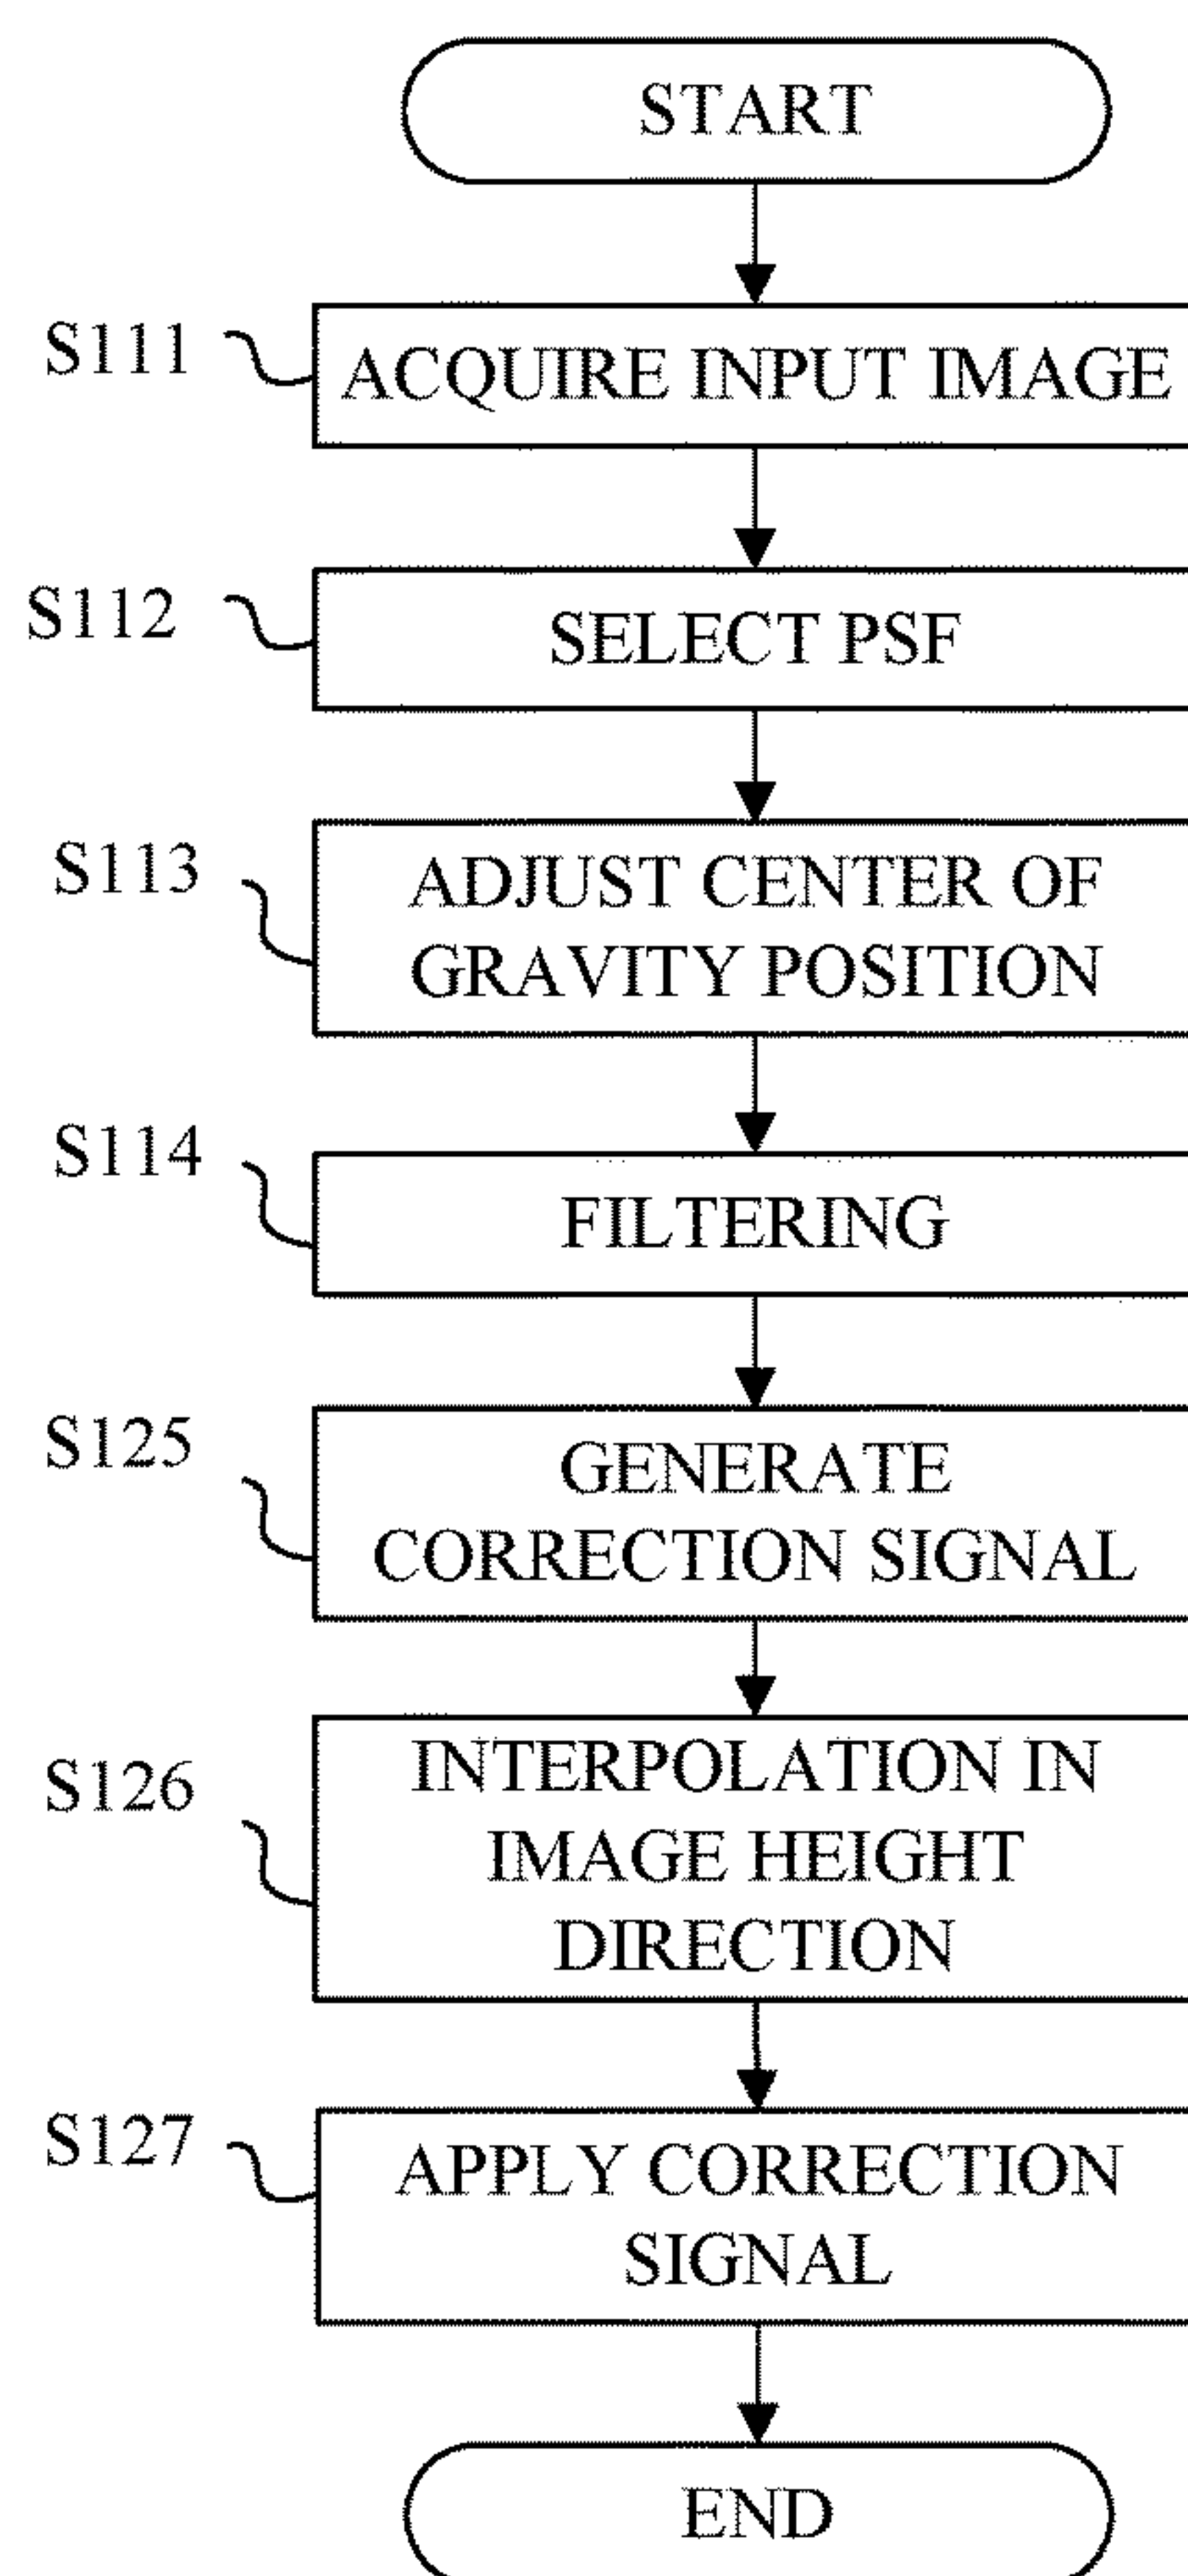 START
S111
ACQUIRE INPUT IMAGE
S112
SELECT PSF
S113
ADJUST CENTER OF
GRAVITY POSITION
S114
FILTERING
S125
GENERATE
CORRECTION SIGNAL
S126
INTERPOLATION IN
IMAGE HEIGHT
DIRECTION
S127
APPLY CORRECTION
SIGNAL
END